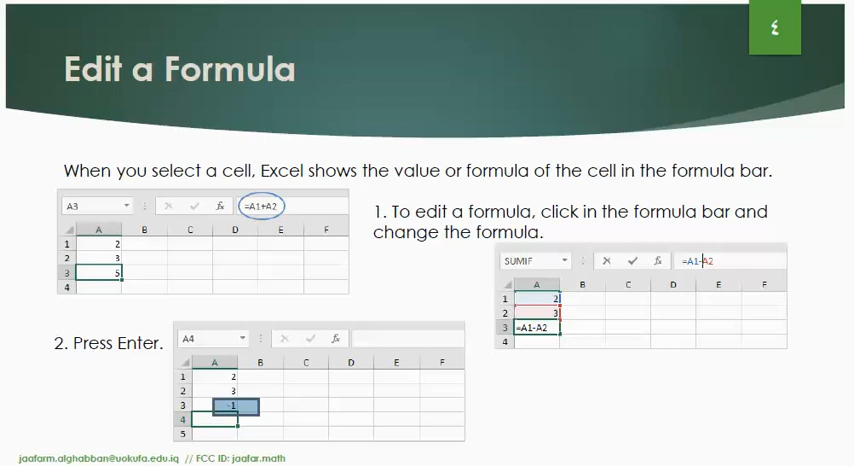 ٤
Edit a Formula
When you select a cell, Excel shows the value or formula of the cell in the formula bar.
A3 fx =A1+A2
A B C D E F
1 2
2 3
3 5
4
1. To edit a formula, click in the formula bar and
change the formula.
SUMIF fx =A1-A2
A B C D E F
1 2
2 3
3 =A1-A2
4
2. Press Enter.
A4 fx
A B C D E F
1 2
2 3
3 -1
4
5
jaafarm.alghabban@uokufa.edu.iq // FCC ID: jaafar.math